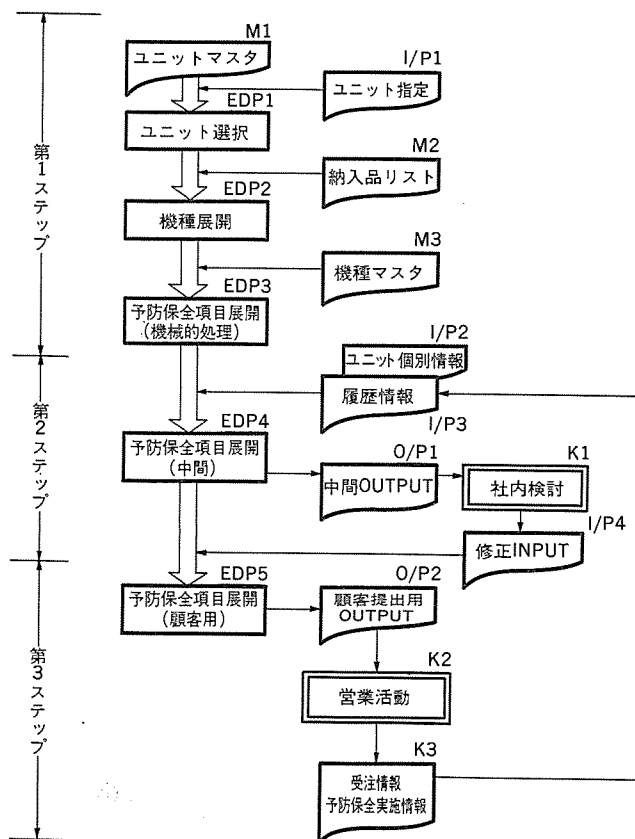 M1
ユニットマスタ
I/P1
ユニット指定
EDP1
ユニット選択
M2
納入品リスト
EDP2
機種展開
M3
機種マスタ
EDP3
予防保全項目展開
(機械的処理)
第1ステップ
I/P2
ユニット個別情報
履歴情報
I/P3
EDP4
予防保全項目展開
(中間)
O/P1
中間OUTPUT
K1
社内検討
I/P4
修正INPUT
第2ステップ
EDP5
予防保全項目展開
(顧客用)
O/P2
顧客提出用
OUTPUT
K2
営業活動
K3
受注情報
予防保全実施情報
第3ステップ